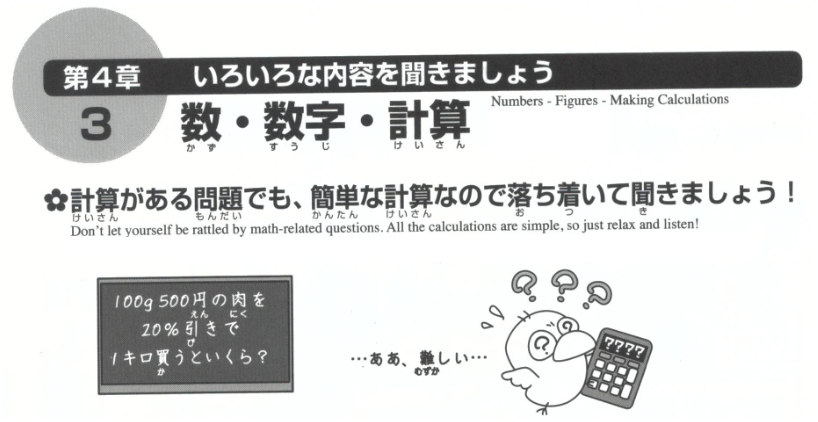 第4章 いろいろな内容を聞きましょう
3 数・数字・計算 Numbers - Figures - Making Calculations
かず すうじ けいさん
✿計算がある問題でも、簡単な計算なので落ち着いて聞きましょう！
けいさん もんだい かんたん けいさん お つ き
Don't let yourself be rattled by math-related questions. All the calculations are simple, so just relax and listen!
100g 500円の肉を
えん にく
20%引きで
び
1キロ買うといくら？
か
…ああ、難しい…
むずか
? ? ?
????